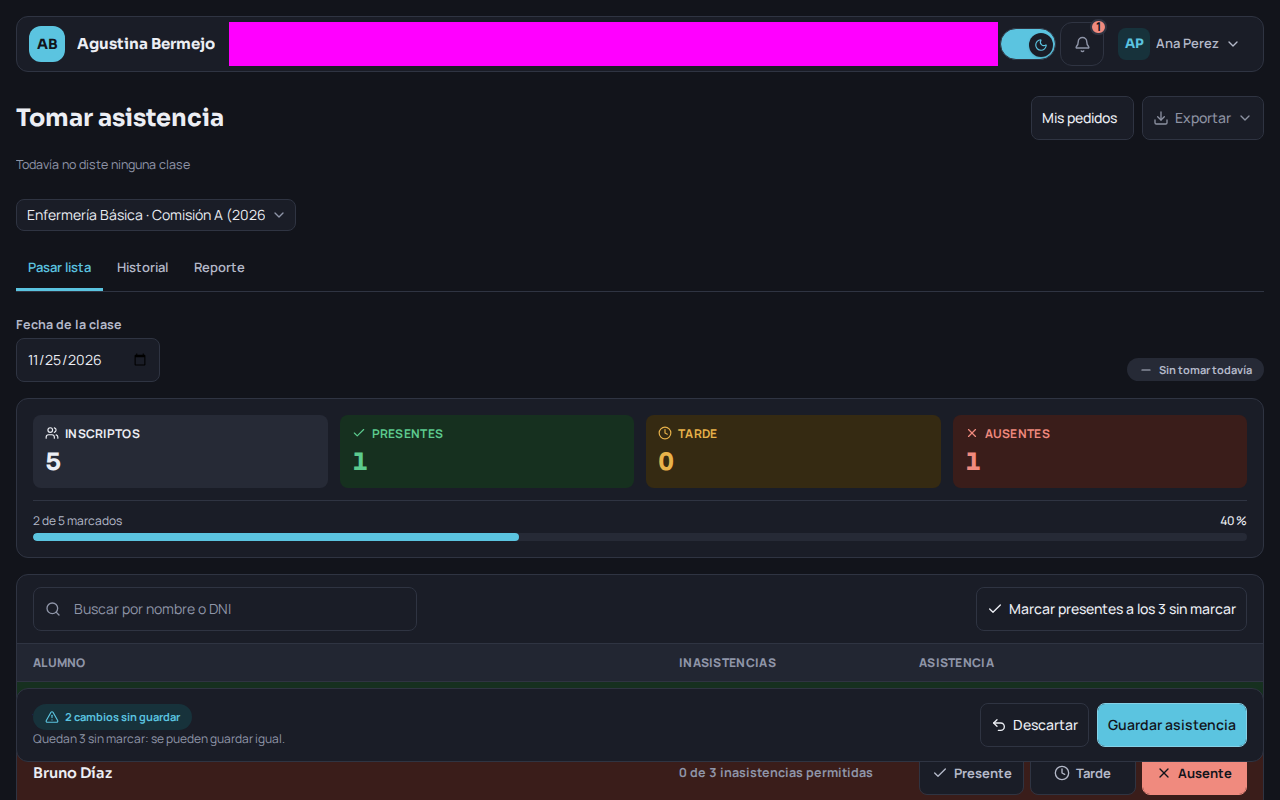 AB Agustina Bermejo 1 AP Ana Perez
Tomar asistencia
Mis pedidos Exportar
Todavía no diste ninguna clase
Enfermería Básica · Comisión A (2026
Pasar lista Historial Reporte
Fecha de la clase
11/25/2026
Sin tomar todavía
INSCRIPTOS PRESENTES TARDE AUSENTES
5 1 0 1
2 de 5 marcados 40 %
Buscar por nombre o DNI Marcar presentes a los 3 sin marcar
ALUMNO INASISTENCIAS ASISTENCIA
2 cambios sin guardar
Quedan 3 sin marcar: se pueden guardar igual.
Descartar Guardar asistencia
Bruno Díaz 0 de 3 inasistencias permitidas Presente Tarde Ausente